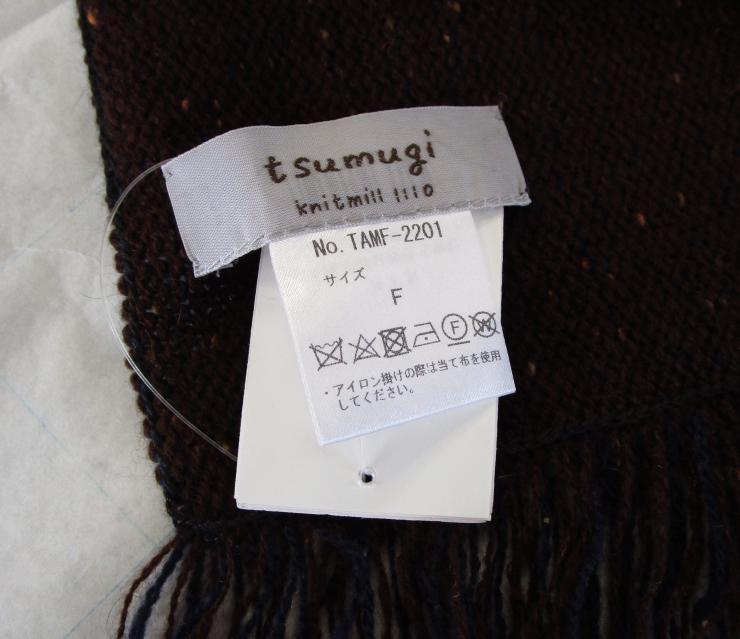 tsumugi
knitmill 1110
No. TAMF-2201
サイズ
F
F
W
・アイロン掛けの際は当て布を使用
してください。